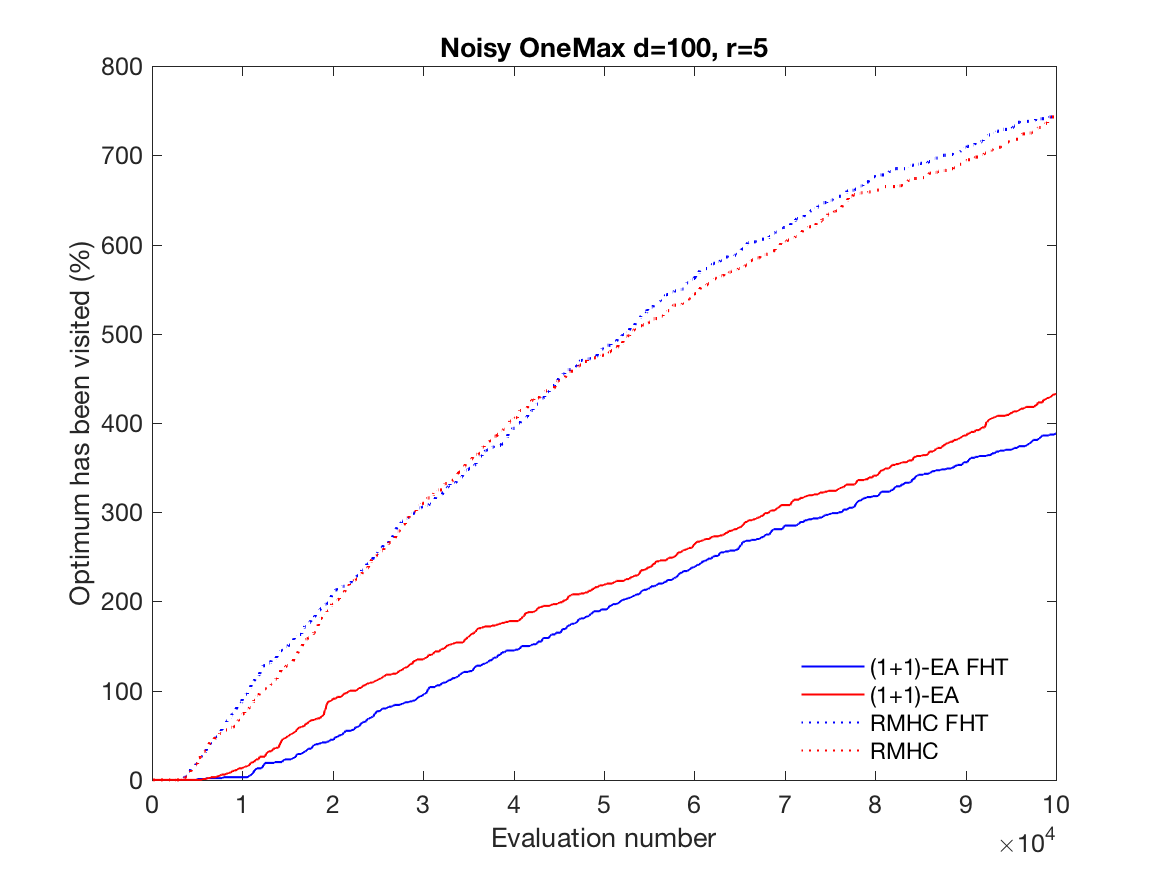 Noisy OneMax d=100, r=5
Optimum has been visited (%)
800
700
600
500
400
300
200
100
0
0 1 2 3 4 5 6 7 8 9 10
Evaluation number
×10⁴
(1+1)-EA FHT
(1+1)-EA
RMHC FHT
RMHC